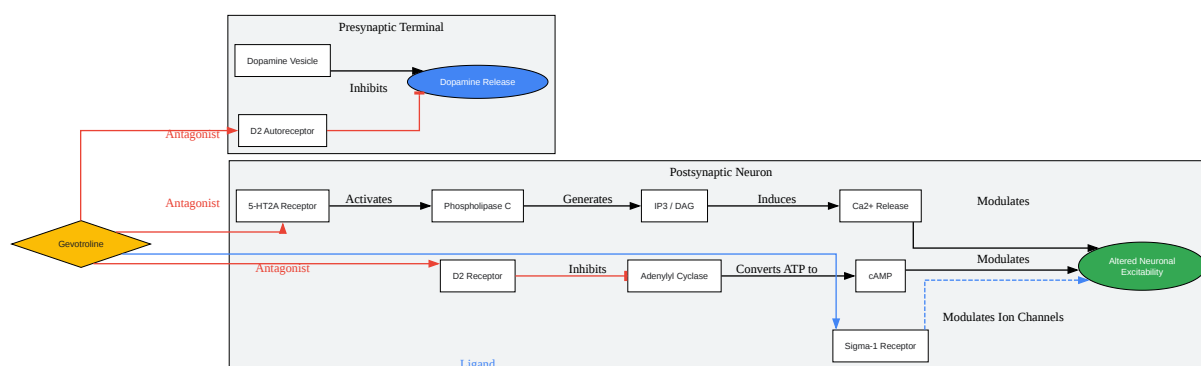 Presynaptic Terminal
Dopamine Vesicle
Dopamine Release
Inhibits
D2 Autoreceptor
Antagonist
Postsynaptic Neuron
Antagonist
5-HT2A Receptor
Activates
Phospholipase C
Generates
IP3 / DAG
Induces
Ca2+ Release
Modulates
Gevotroline
Antagonist
D2 Receptor
Inhibits
Adenylyl Cyclase
Converts ATP to
cAMP
Modulates
Altered Neuronal
Excitability
Modulates Ion Channels
Sigma-1 Receptor
Ligand